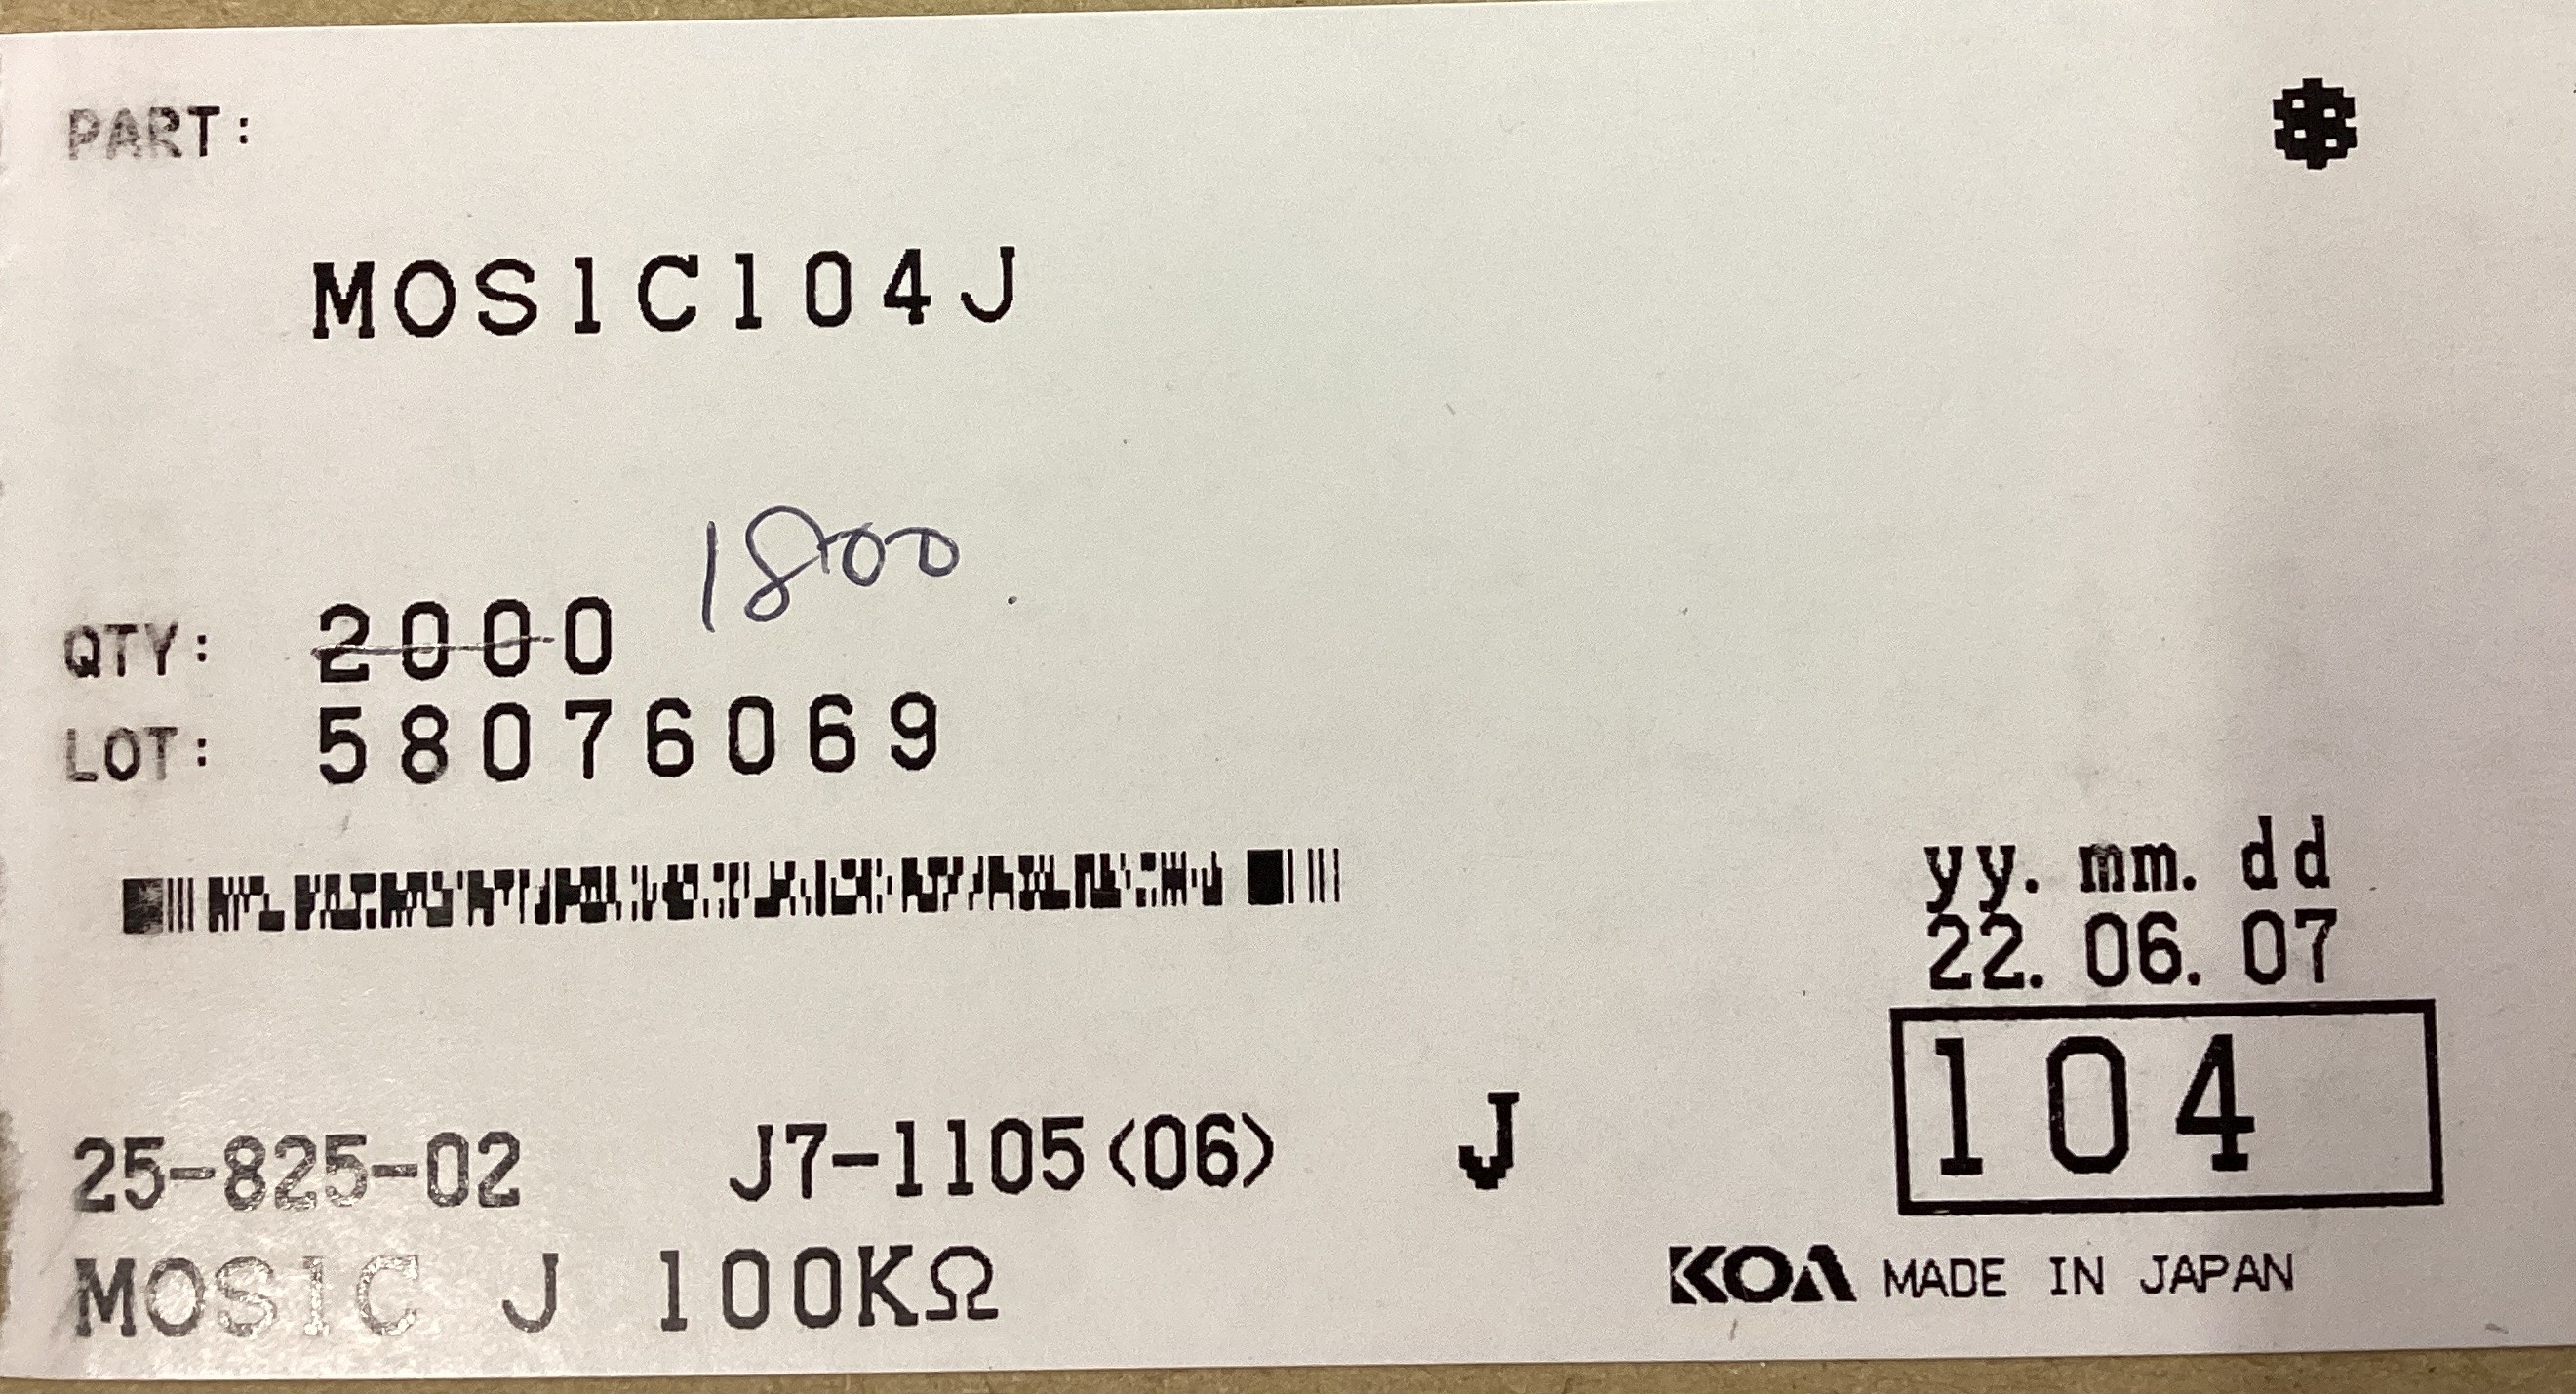 PART:
MOS1C104J
1800
QTY: 2000
LOT: 58076069
yy. mm. dd
22. 06. 07
104
25-825-02 J7-1105<06> J
MOS1C J 100KΩ
KOA MADE IN JAPAN